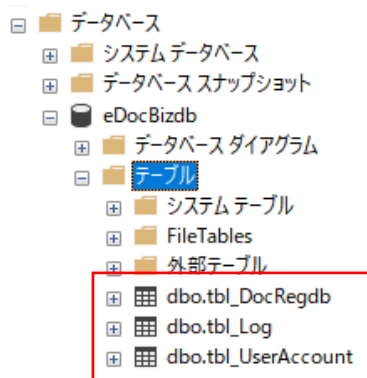 データベース
システム データベース
データベース スナップショット
eDocBizdb
データベース ダイアグラム
テーブル
システム テーブル
FileTables
外部テーブル
dbo.tbl_DocRegdb
dbo.tbl_Log
dbo.tbl_UserAccount